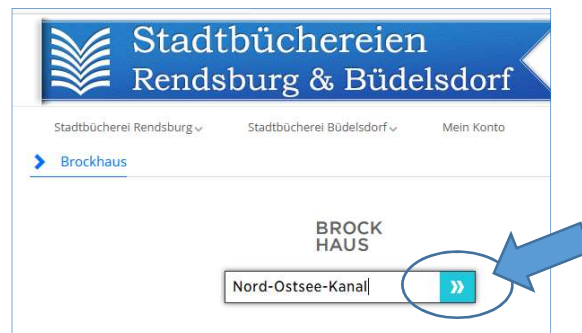 Stadtbüchereien
Rendsburg & Büdelsdorf
Stadtbücherei Rendsburg Stadtbücherei Büdelsdorf Mein Konto
Brockhaus
BROCK
HAUS
Nord-Ostsee-Kanal